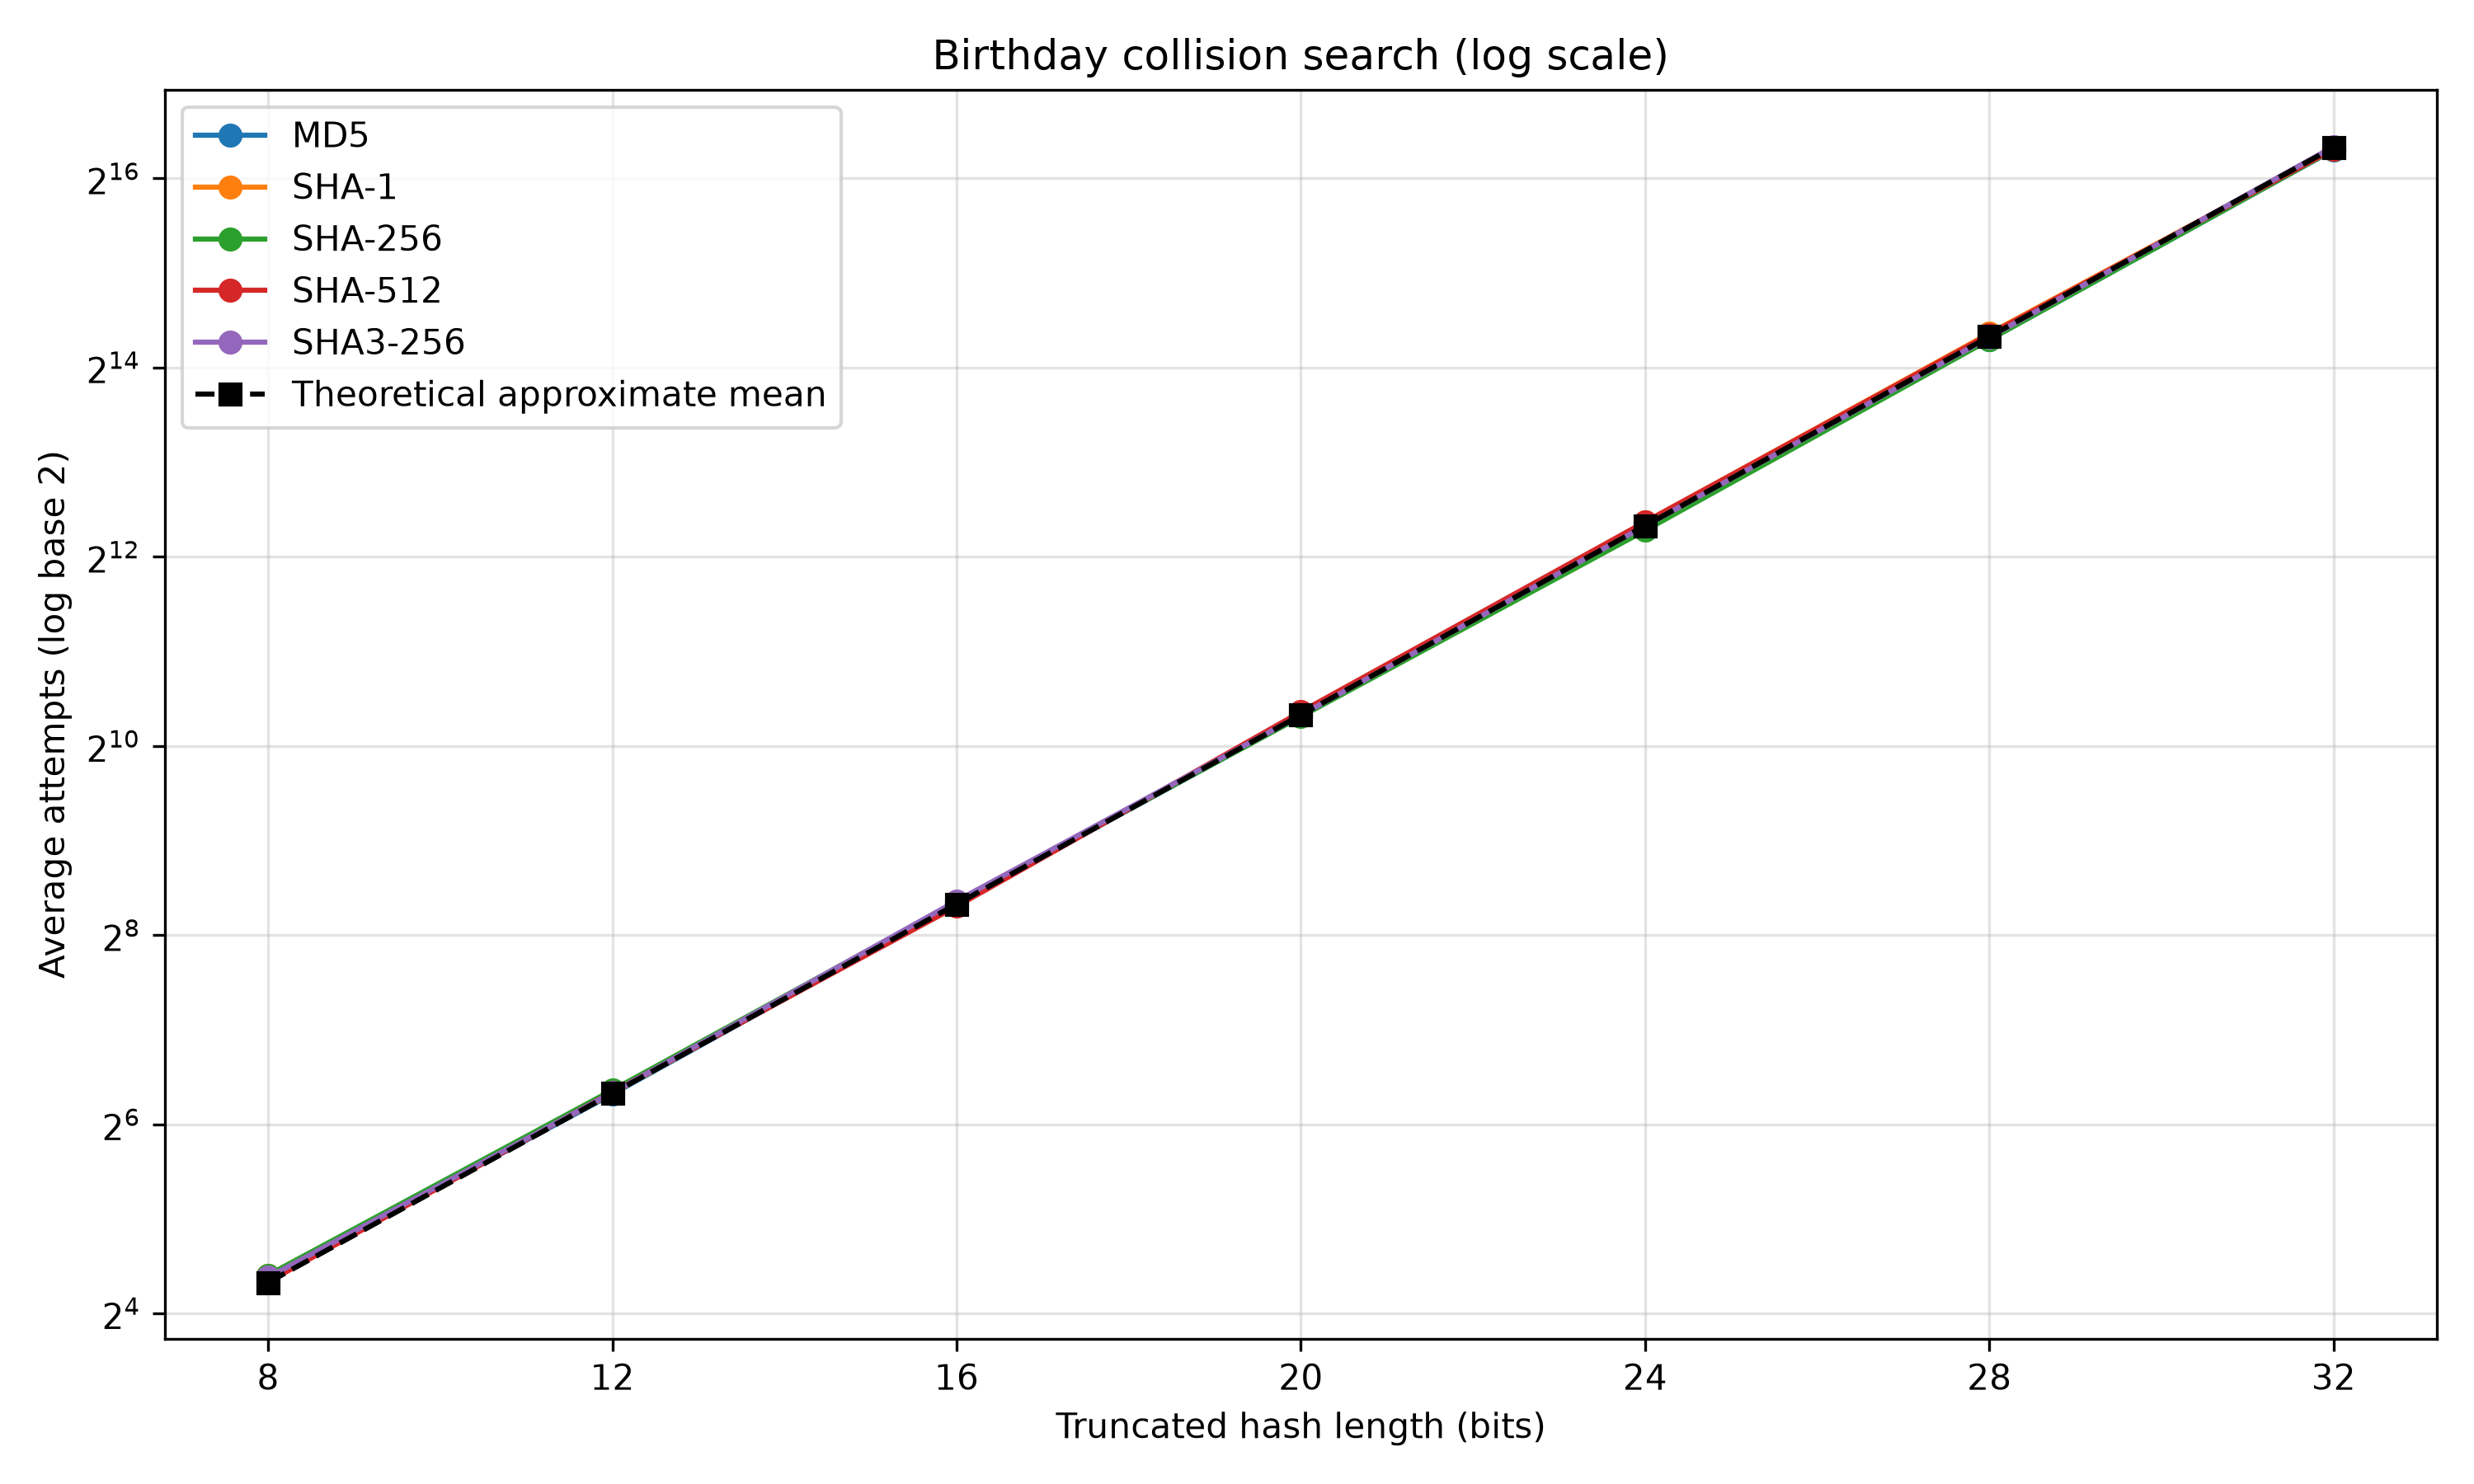 Birthday collision search (log scale)
MD5
SHA-1
SHA-256
SHA-512
SHA3-256
Theoretical approximate mean
Average attempts (log base 2)
2¹⁶
2¹⁴
2¹²
2¹⁰
2⁸
2⁶
2⁴
8 12 16 20 24 28 32
Truncated hash length (bits)